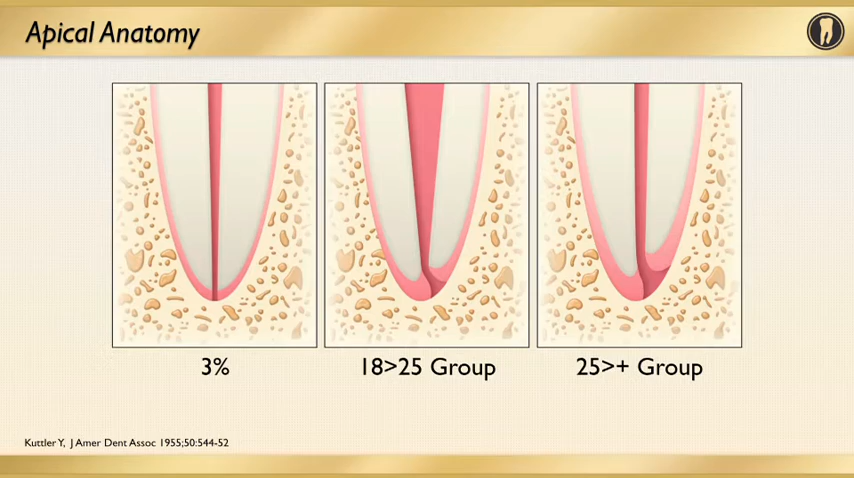 Apical Anatomy
3%
18>25 Group
25>+ Group
Kuttler Y, J Amer Dent Assoc 1955;50:544-52